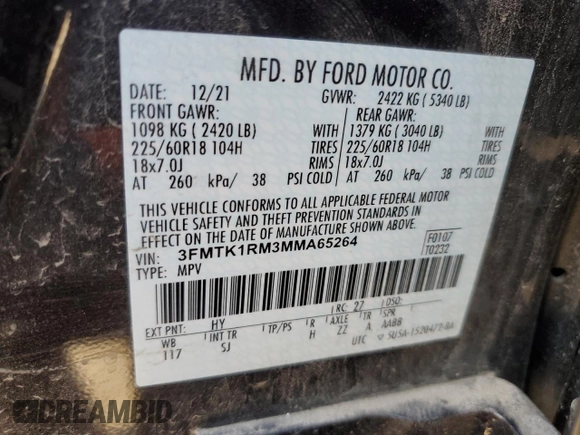 MFD. BY FORD MOTOR CO.
DATE: 12/21 GVWR: 2422 KG ( 5340 LB)
FRONT GAWR: REAR GAWR:
1098 KG ( 2420 LB) WITH 1379 KG ( 3040 LB) WITH
225/60R18 104H TIRES 225/60R18 104H TIRES
18x7.0J RIMS 18x7.0J RIMS
AT 260 kPa/ 38 PSI COLD AT 260 kPa/ 38 PSI COLD
THIS VEHICLE CONFORMS TO ALL APPLICABLE FEDERAL MOTOR
VEHICLE SAFETY AND THEFT PREVENTION STANDARDS IN
EFFECT ON THE DATE OF MANUFACTURE SHOWN ABOVE.
VIN: 3FMTK1RM3MMA65264 F0107
TYPE: MPV T0232
EXT PNT: HY RC: 27 DSO:
WB INT TR TP/PS R AXLE TR SPR
117 SJ H ZZ A AABB
UTC
DREAMBID